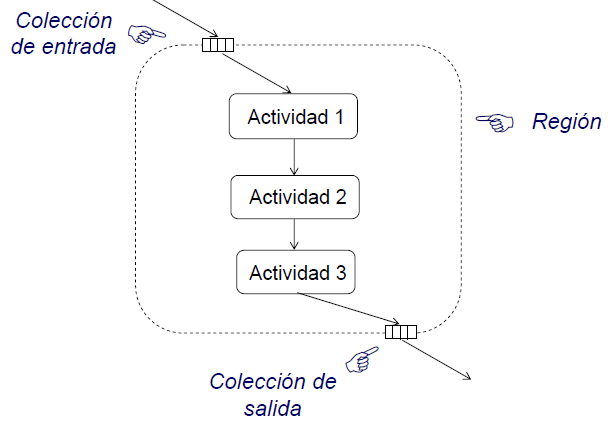 Colección
de entrada
Actividad 1
Región
Actividad 2
Actividad 3
Colección de
salida